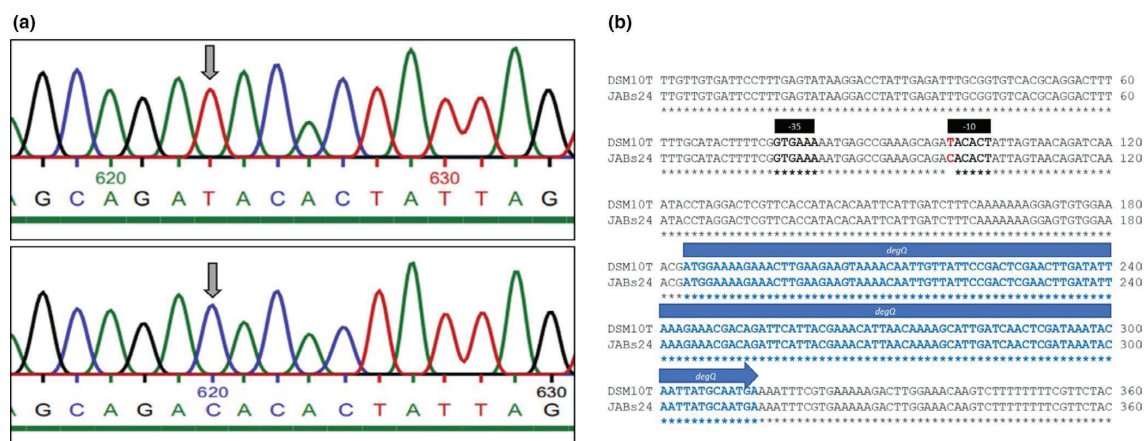 (a)
620 630
A G C A G A T A C A C T A T T A G
620 630
A G C A G A C A C A C T A T T A G
(b)
DSM10T TTGTTGTGATTCCTTTGAGTATAAGGACCTATTGAGATTTGCGGTGTCACGCAGGACTTT 60
JABs24 TTGTTGTGATTCCTTTGAGTATAAGGACCTATTGAGATTTGCGGTGTCACGCAGGACTTT 60
************************************************************
-35 -10
DSM10T TTTGCATACTTTTCGGTGAAAAATGAGCCGAAAGCAGATACACTATTAGTAACAGATCAA 120
JABs24 TTTGCATACTTTTCGGTGAAAAATGAGCCGAAAGCAGACACACTATTAGTAACAGATCAA 120
************************************** *********************
DSM10T ATACCTAGGACTCGTTCACCATACACAATTCATTGATCTTTCAAAAAAAGGAGTGTGGAA 180
JABs24 ATACCTAGGACTCGTTCACCATACACAATTCATTGATCTTTCAAAAAAAGGAGTGTGGAA 180
************************************************************
degQ
DSM10T ACGATGGAAAAGAAACTTGAAGAAGTAAAACAATTGTTATTCCGACTCGAACTTGATATT 240
JABs24 ACGATGGAAAAGAAACTTGAAGAAGTAAAACAATTGTTATTCCGACTCGAACTTGATATT 240
************************************************************
degQ
DSM10T AAAGAAACGACAGATTCATTACGAAACATTAACAAAAGCATTGATCAACTCGATAAATAC 300
JABs24 AAAGAAACGACAGATTCATTACGAAACATTAACAAAAGCATTGATCAACTCGATAAATAC 300
************************************************************
degQ
DSM10T AATTATGCAATGAAAATTTCGTGAAAAAGACTTGGAAACAAGTCTTTTTTTTCGTTCTAC 360
JABs24 AATTATGCAATGAAAATTTCGTGAAAAAGACTTGGAAACAAGTCTTTTTTTTCGTTCTAC 360
************************************************************